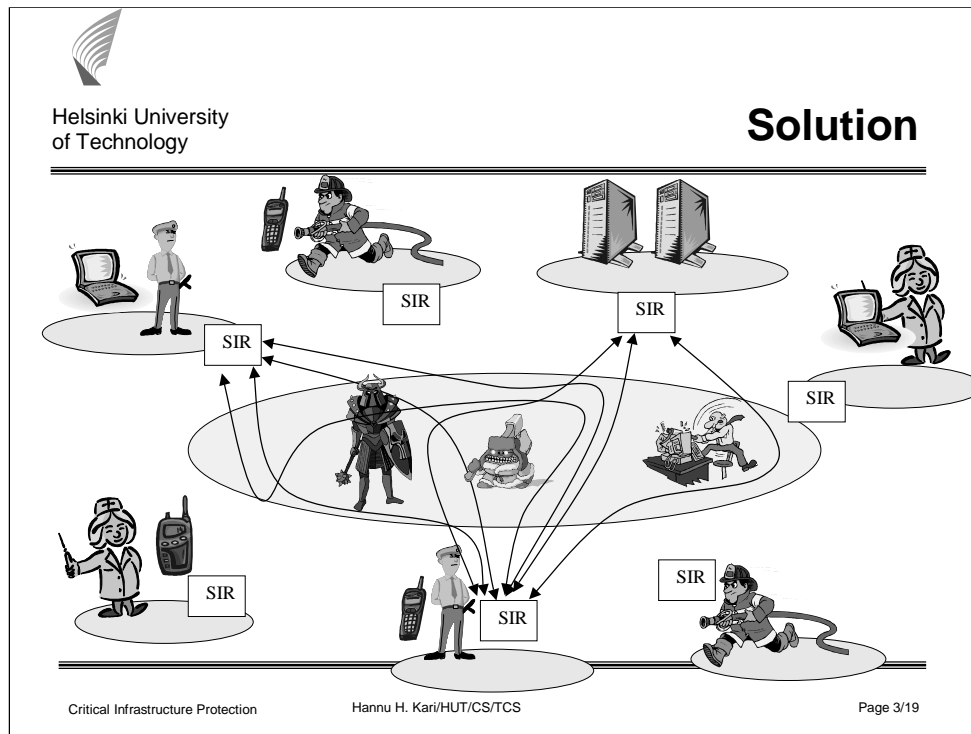 Helsinki University
of Technology
Solution
SIR
SIR
SIR
SIR
SIR
SIR
SIR
Critical Infrastructure Protection
Hannu H. Kari/HUT/CS/TCS
Page 3/19